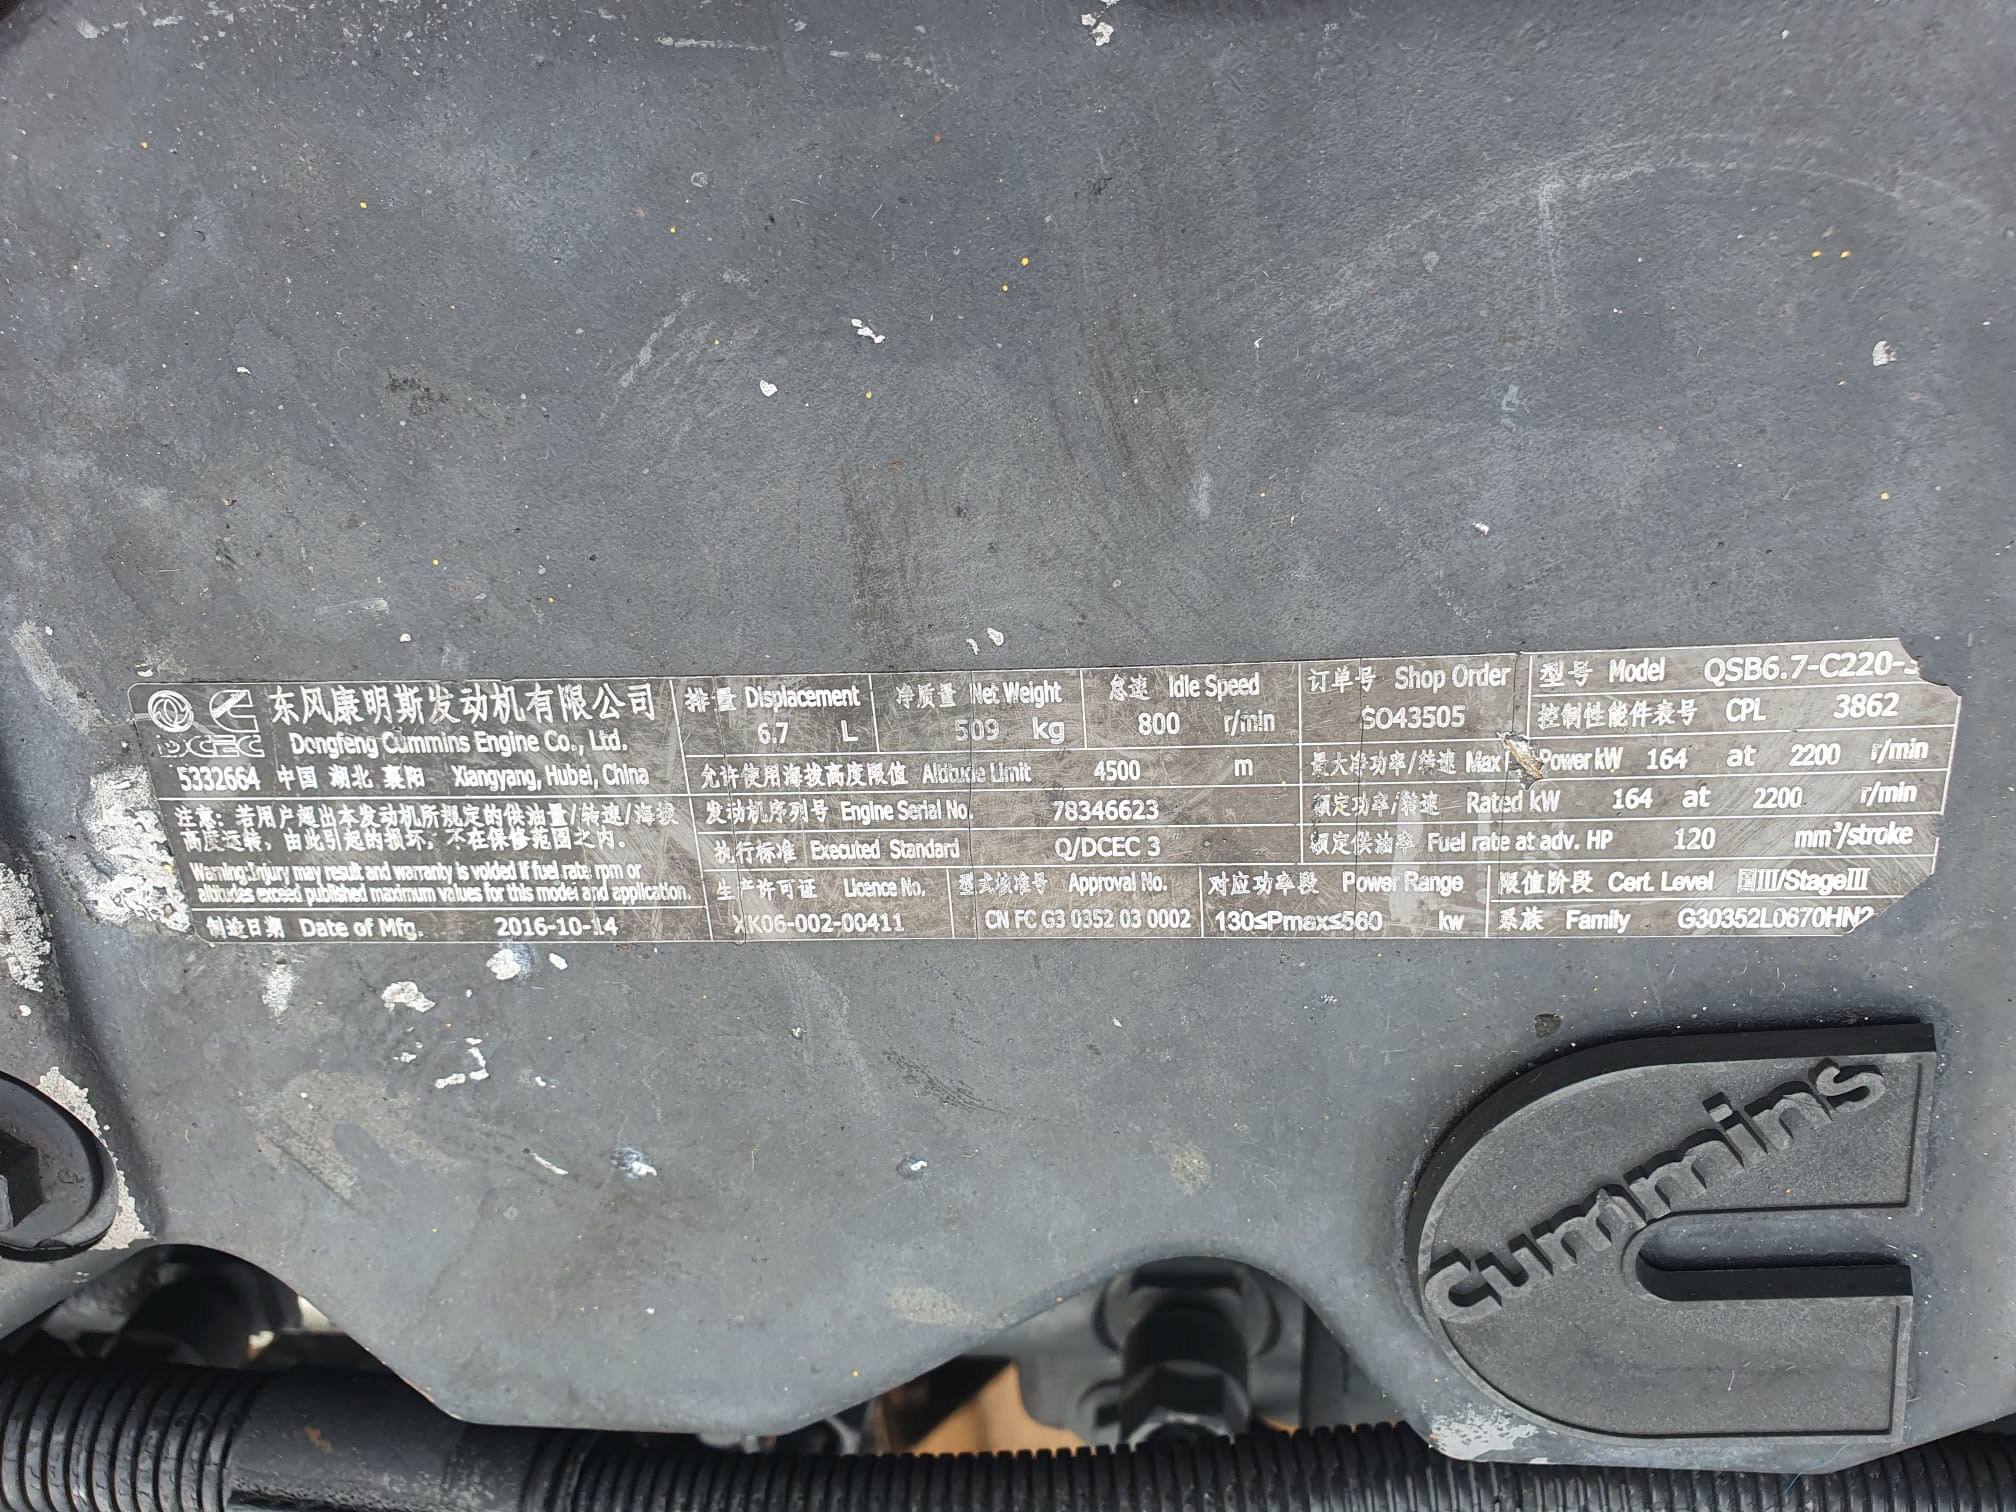 DCEC
东风康明斯发动机有限公司
Dongfeng Cummins Engine Co., Ltd.
5332664 中国 湖北 襄阳 Xiangyang, Hubei, China
注意：若用户超出本发动机所规定的供油量/转速/海拔
高度运转，由此引起的损坏，不在保修范围之内。
Warning:Injury may result and warranty is voided if fuel rate rpm or
altitudes exceed published maximum values for this model and application.
制造日期 Date of Mfg. 2016-10-14
排量 Displacement
6.7 L
净质量 Net Weight
509 kg
怠速 Idle Speed
800 r/min
允许使用海拔高度限值 Altitude Limit 4500 m
发动机序列号 Engine Serial No. 78346623
执行标准 Executed Standard Q/DCEC 3
生产许可证 Licence No.
XK06-002-00411
型式核准号 Approval No.
CN FC G3 0352 03 0002
订单号 Shop Order
SO43505
型号 Model QSB6.7-C220-
控制性能件表号 CPL 3862
最大净功率/转速 Max Power kW 164 at 2200 r/min
额定功率/转速 Rated kW 164 at 2200 r/min
额定供油率 Fuel rate at adv. HP 120 mm³/stroke
对应功率段 Power Range
130≤Pmax≤560 kw
限值阶段 Cert. Level 国III/StageIII
系族 Family G30352L0670HN2
Cummins